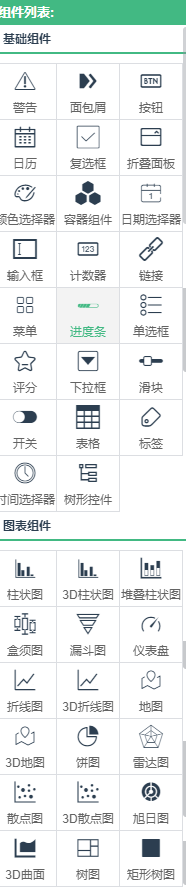 组件列表:
基础组件
警告 面包屑 按钮
BTN
日历 复选框 折叠面板
颜色选择器 容器组件 日期选择器
1
输入框 计数器 链接
123
菜单 进度条 单选框
评分 下拉框 滑块
开关 表格 标签
时间选择器 树形控件
图表组件
柱状图 3D柱状图 堆叠柱状图
盒须图 漏斗图 仪表盘
折线图 3D折线图 地图
3D地图 饼图 雷达图
散点图 3D散点图 旭日图
3D曲面 树图 矩形树图